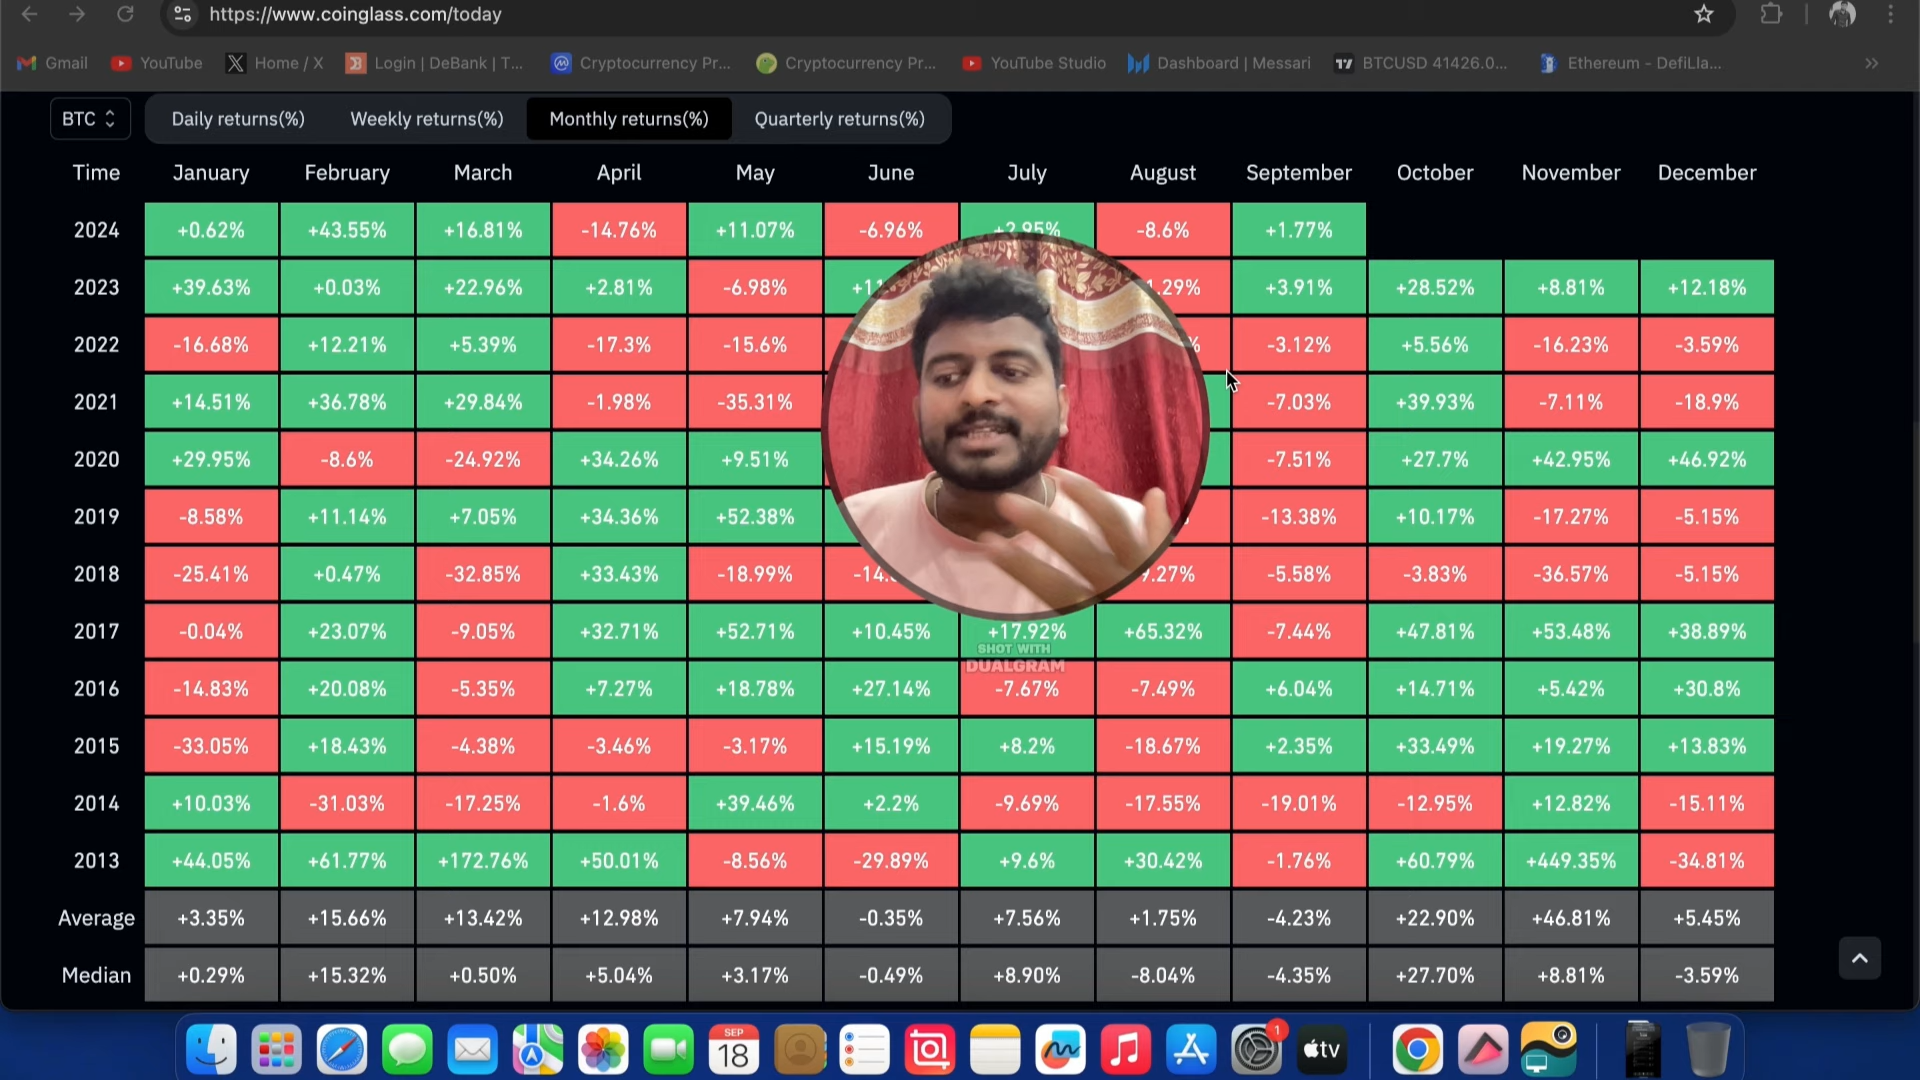 https://www.coinglass.com/today
Gmail YouTube Home / X Login | DeBank | T... Cryptocurrency Pr... Cryptocurrency Pr... YouTube Studio Dashboard | Messari BTCUSD 41426.0... Ethereum - DefiLla...
BTC Daily returns(%) Weekly returns(%) Monthly returns(%) Quarterly returns(%)
Time January February March April May June July August September October November December
2024 +0.62% +43.55% +16.81% -14.76% +11.07% -6.96% +2.95% -8.6% +1.77%
2023 +39.63% +0.03% +22.96% +2.81% -6.98% +3.91% +28.52% +8.81% +12.18%
2022 -16.68% +12.21% +5.39% -17.3% -15.6% -3.12% +5.56% -16.23% -3.59%
2021 +14.51% +36.78% +29.84% -1.98% -35.31% -7.03% +39.93% -7.11% -18.9%
2020 +29.95% -8.6% -24.92% +34.26% +9.51% -7.51% +27.7% +42.95% +46.92%
2019 -8.58% +11.14% +7.05% +34.36% +52.38% -13.38% +10.17% -17.27% -5.15%
2018 -25.41% +0.47% -32.85% +33.43% -18.99% -5.58% -3.83% -36.57% -5.15%
2017 -0.04% +23.07% -9.05% +32.71% +52.71% +10.45% +17.92% +65.32% -7.44% +47.81% +53.48% +38.89%
SHOT WITH
DUALGRAM
2016 -14.83% +20.08% -5.35% +7.27% +18.78% +27.14% -7.67% -7.49% +6.04% +14.71% +5.42% +30.8%
2015 -33.05% +18.43% -4.38% -3.46% -3.17% +15.19% +8.2% -18.67% +2.35% +33.49% +19.27% +13.83%
2014 +10.03% -31.03% -17.25% -1.6% +39.46% +2.2% -9.69% -17.55% -19.01% -12.95% +12.82% -15.11%
2013 +44.05% +61.77% +172.76% +50.01% -8.56% -29.89% +9.6% +30.42% -1.76% +60.79% +449.35% -34.81%
Average +3.35% +15.66% +13.42% +12.98% +7.94% -0.35% +7.56% +1.75% -4.23% +22.90% +46.81% +5.45%
Median +0.29% +15.32% +0.50% +5.04% +3.17% -0.49% +8.90% -8.04% -4.35% +27.70% +8.81% -3.59%
SEP
18
1
tv